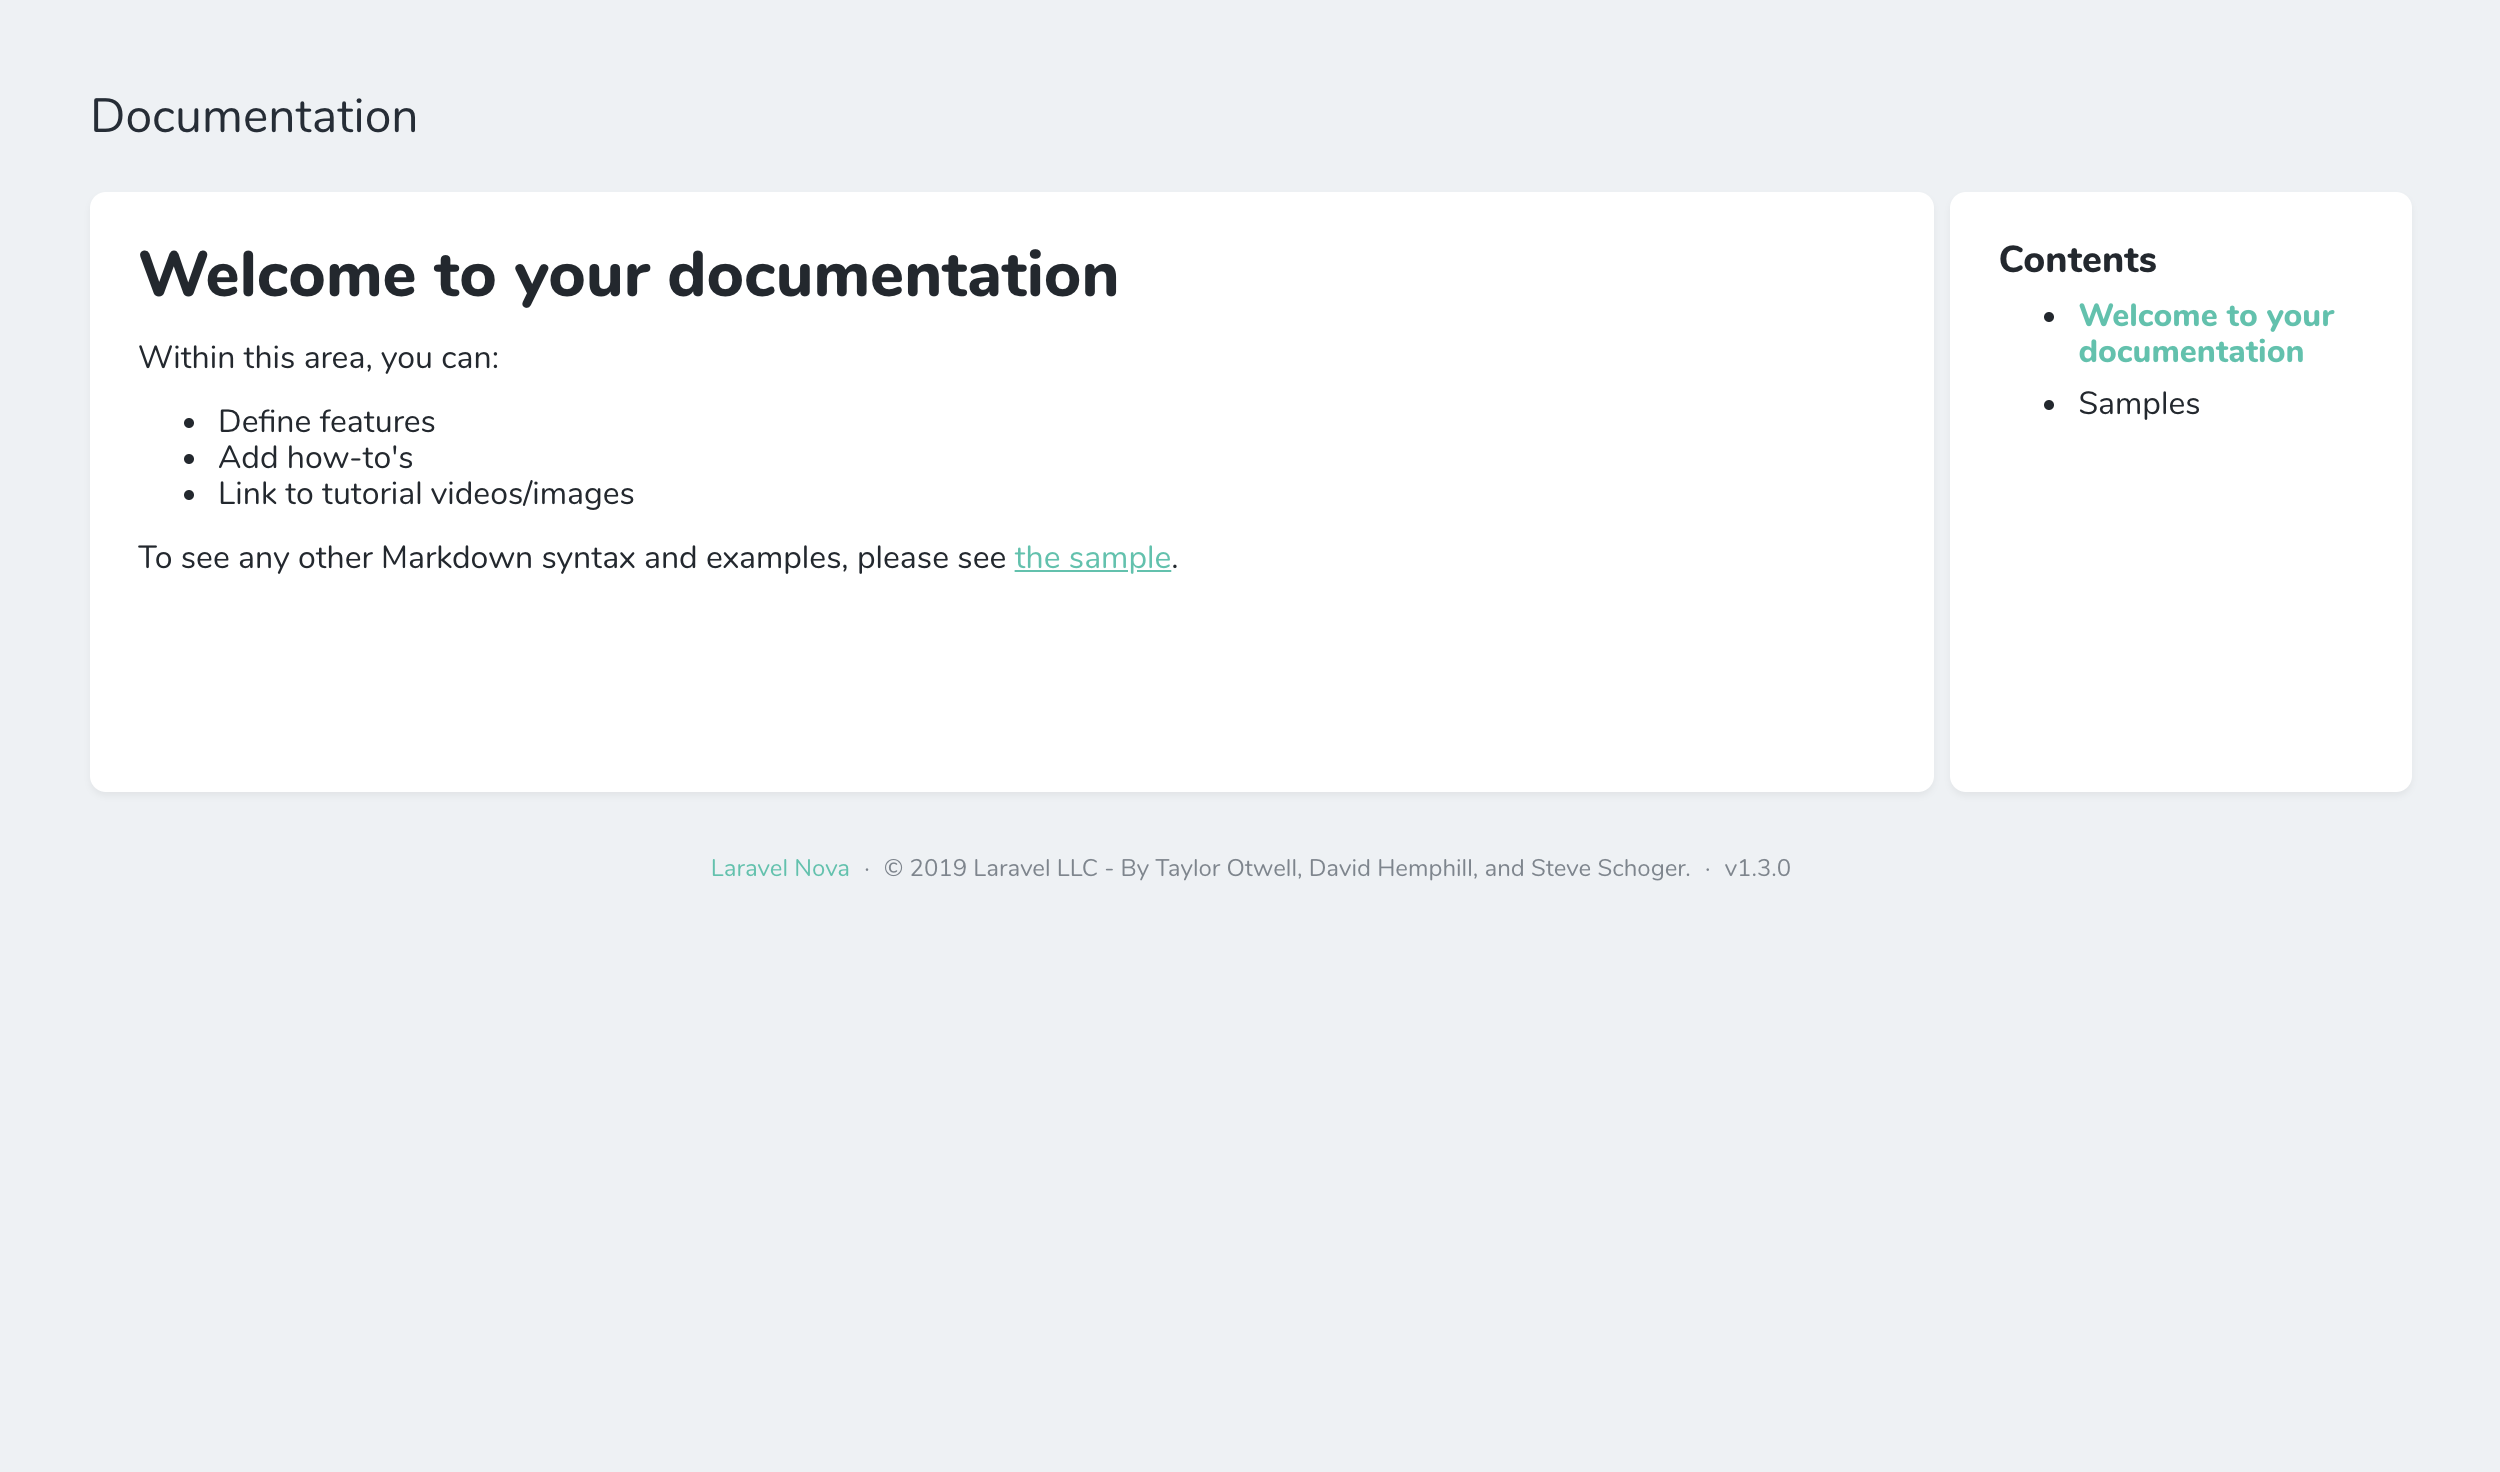 Documentation
Welcome to your documentation
Within this area, you can:
Define features
Add how-to's
Link to tutorial videos/images
To see any other Markdown syntax and examples, please see the sample.
Contents
Welcome to your
documentation
Samples
Laravel Nova · © 2019 Laravel LLC - By Taylor Otwell, David Hemphill, and Steve Schoger. · v1.3.0